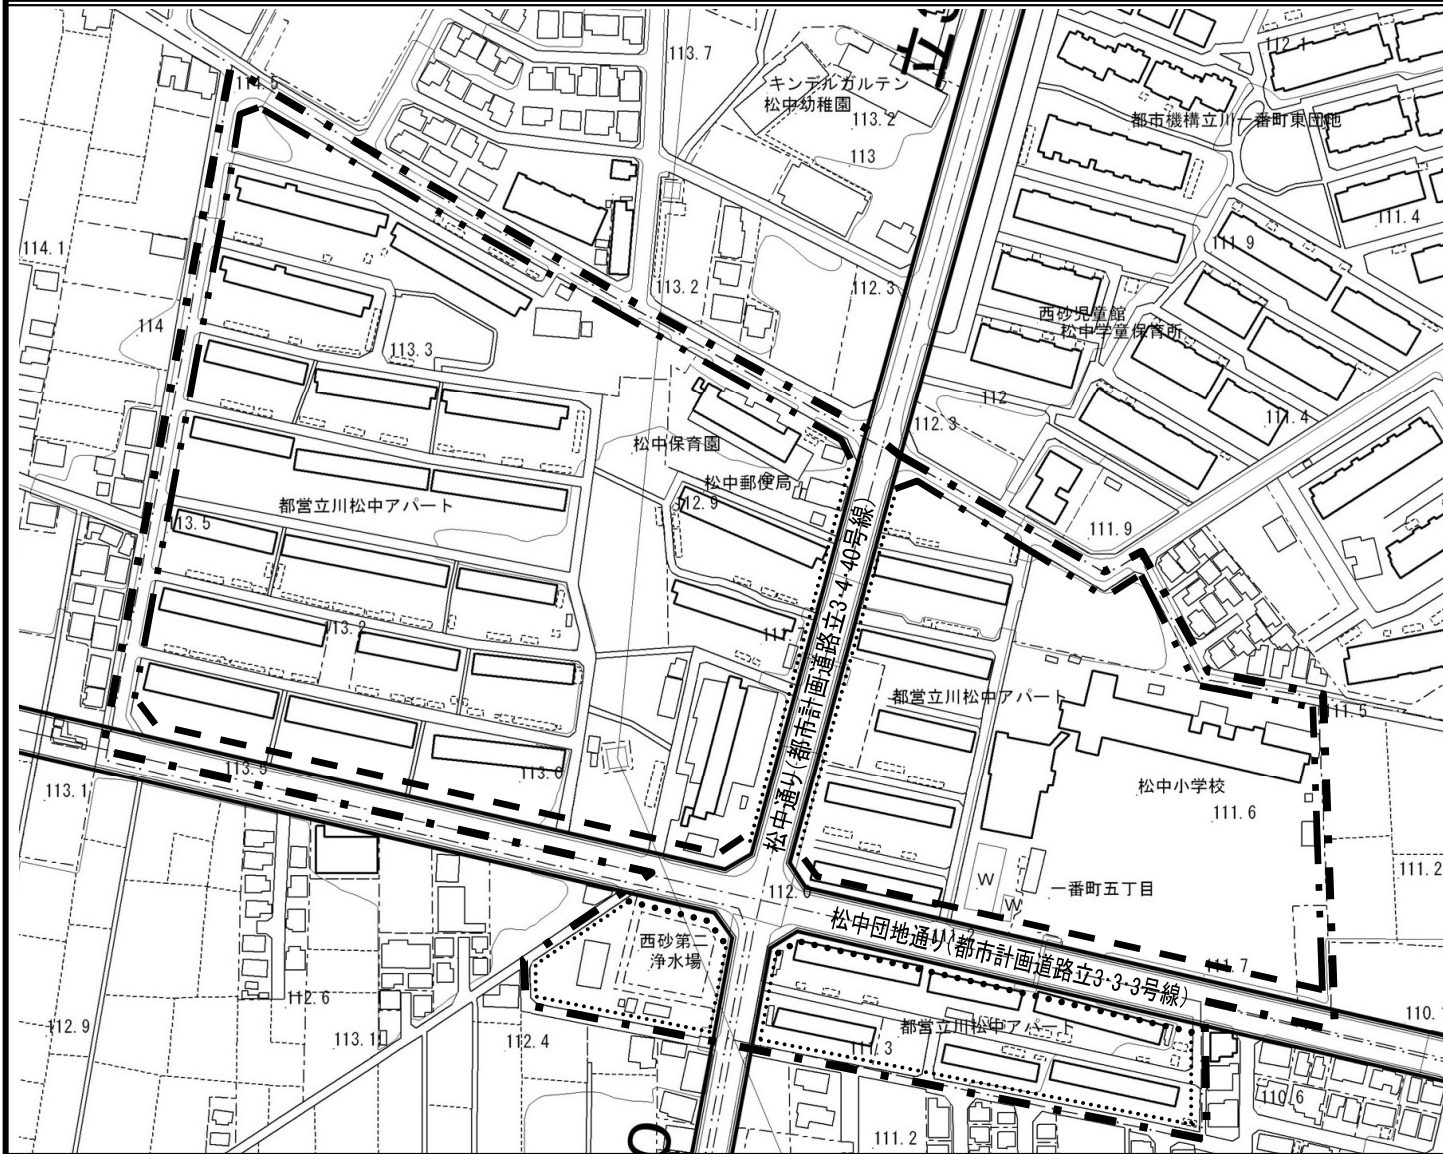 113.7
112.1
114.5
キンデルガルテン
松中幼稚園
113.2
113
都市機構立川一番町東団地
111.4
111.9
114.1
113.2
112.3
114
西砂児童館
松中学童保育所
113.3
112
112.3
111.4
松中保育園
松中郵便局
112.9
都営立川松中アパート
13.5
111.9
113.2
松中通り(都市計画道路立3・4・40号線)
都営立川松中アパート
111.5
113.5
113.1
松中小学校
111.6
111.2
W
W
一番町五丁目
松中団地通り(都市計画道路立3・3・3号線)
西砂第二
浄水場
111.7
112.6
112.9
113.1
112.4
都営立川松中アパート
111.3
110.6
111.2